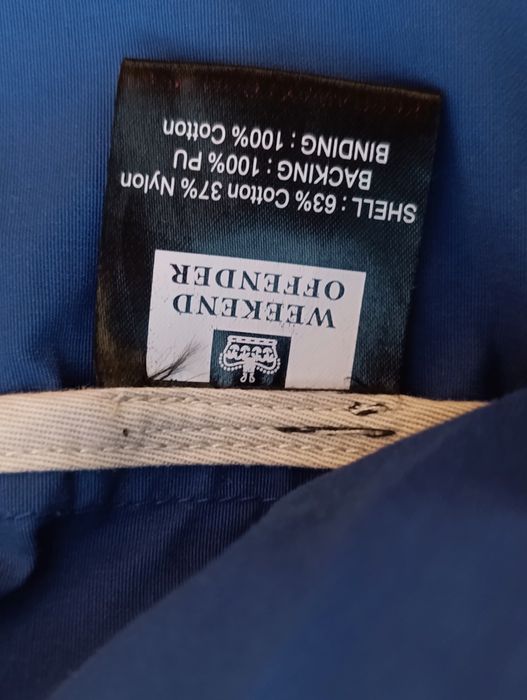 WEEKEND
OFFENDER
SHELL : 63% Cotton 37% Nylon
BACKING : 100% PU
BINDING : 100% Cotton